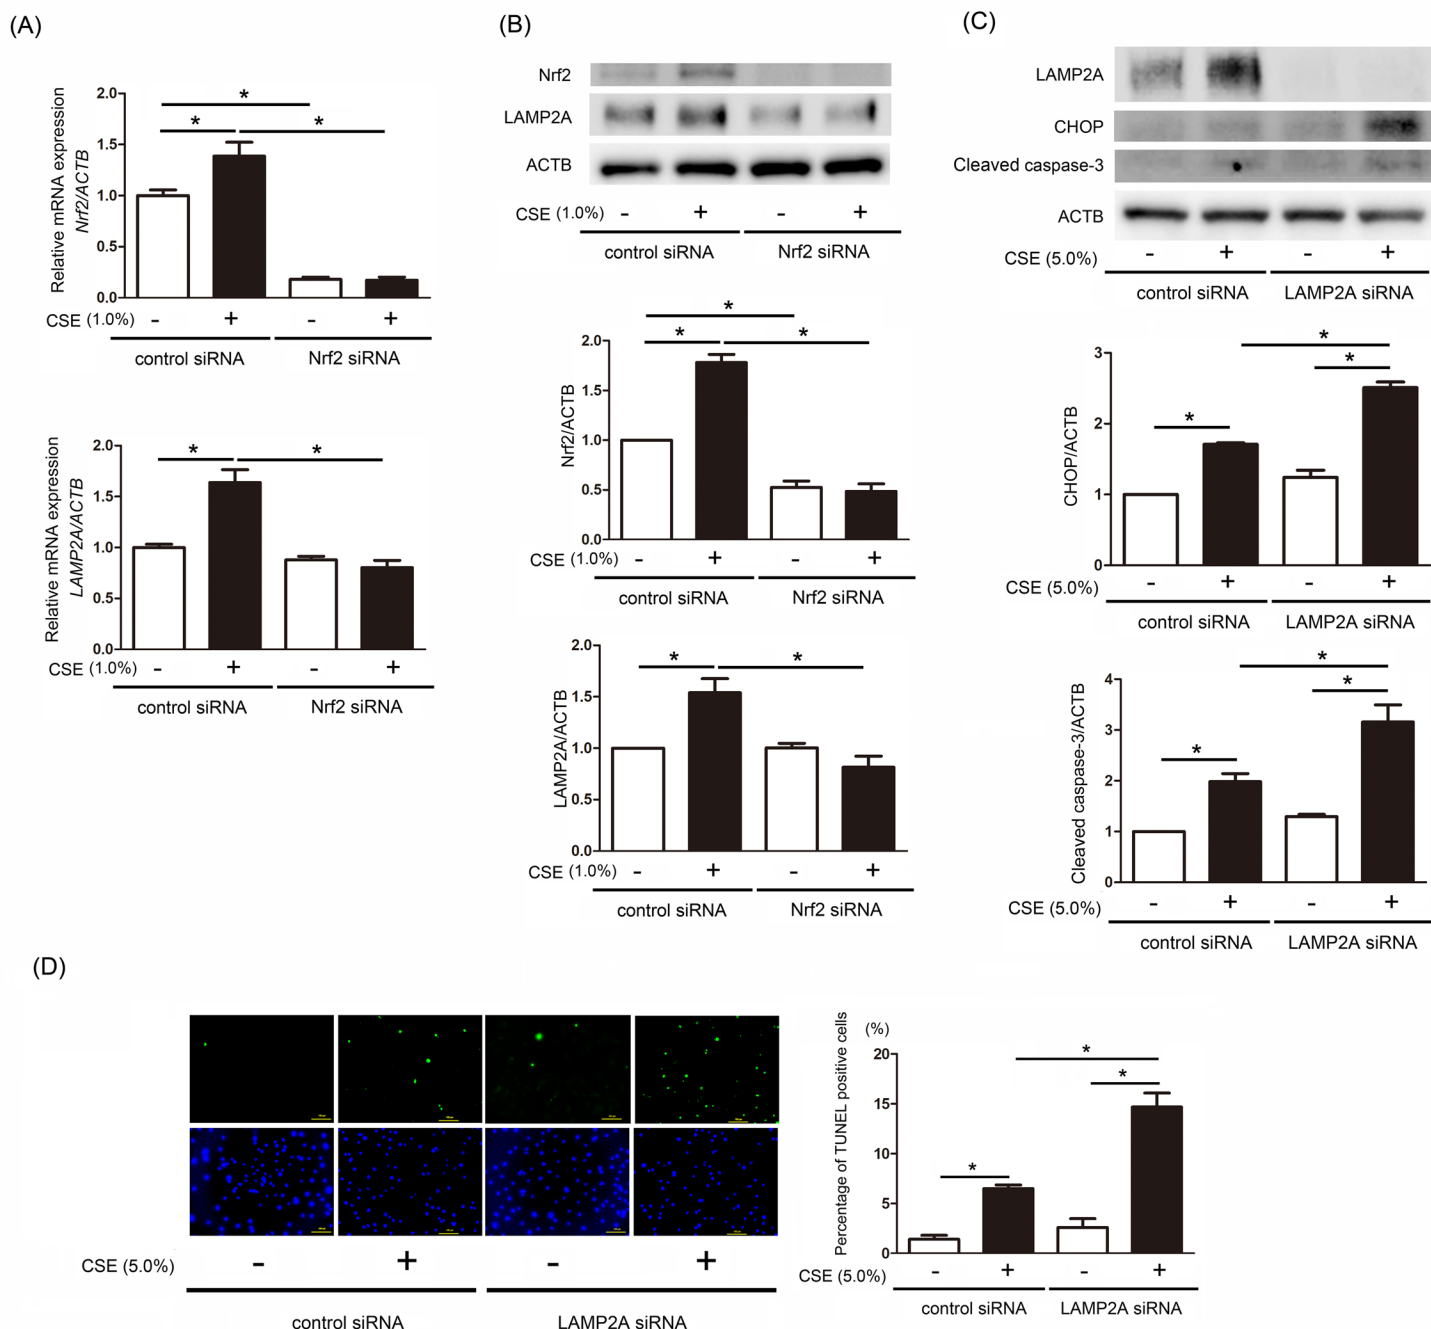 (A)
2.0
1.5
1.0
0.5
0.0
Relative mRNA expression
Nrf2/ACTB
*
*
*
CSE (1.0%)
-
+
-
+
control siRNA
Nrf2 siRNA
2.0
1.5
1.0
0.5
0.0
Relative mRNA expression
LAMP2A/ACTB
*
*
CSE (1.0%)
-
+
-
+
control siRNA
Nrf2 siRNA
(B)
Nrf2
LAMP2A
ACTB
CSE (1.0%)
-
+
-
+
control siRNA
Nrf2 siRNA
2.0
1.5
1.0
0.5
0.0
Nrf2/ACTB
*
*
*
CSE (1.0%)
-
+
-
+
control siRNA
Nrf2 siRNA
2.0
1.5
1.0
0.5
0.0
LAMP2A/ACTB
*
*
CSE (1.0%)
-
+
-
+
control siRNA
Nrf2 siRNA
(C)
LAMP2A
CHOP
Cleaved caspase-3
ACTB
CSE (5.0%)
-
+
-
+
control siRNA
LAMP2A siRNA
3
2
1
0
CHOP/ACTB
*
*
*
CSE (5.0%)
-
+
-
+
control siRNA
LAMP2A siRNA
4
3
2
1
0
Cleaved caspase-3/ACTB
*
*
*
CSE (5.0%)
-
+
-
+
control siRNA
LAMP2A siRNA
(D)
CSE (5.0%)
-
+
-
+
control siRNA
LAMP2A siRNA
(%)
20
15
10
5
0
Percentage of TUNEL positive cells
*
*
*
CSE (5.0%)
-
+
-
+
control siRNA
LAMP2A siRNA